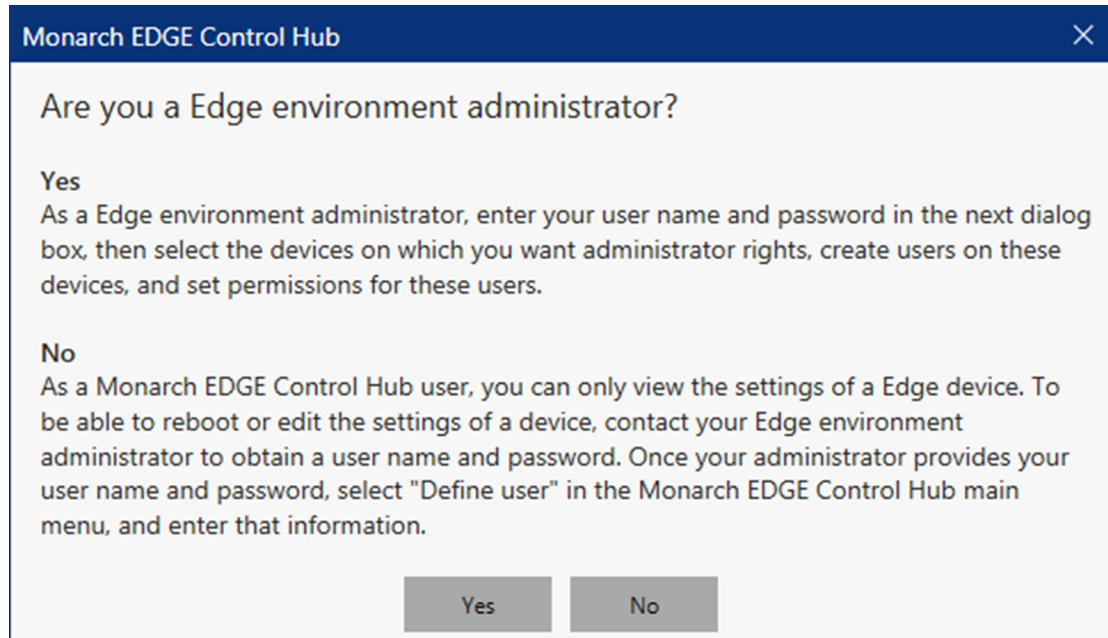 Monarch EDGE Control Hub
Are you a Edge environment administrator?
Yes
As a Edge environment administrator, enter your user name and password in the next dialog
box, then select the devices on which you want administrator rights, create users on these
devices, and set permissions for these users.
No
As a Monarch EDGE Control Hub user, you can only view the settings of a Edge device. To
be able to reboot or edit the settings of a device, contact your Edge environment
administrator to obtain a user name and password. Once your administrator provides your
user name and password, select "Define user" in the Monarch EDGE Control Hub main
menu, and enter that information.
Yes No